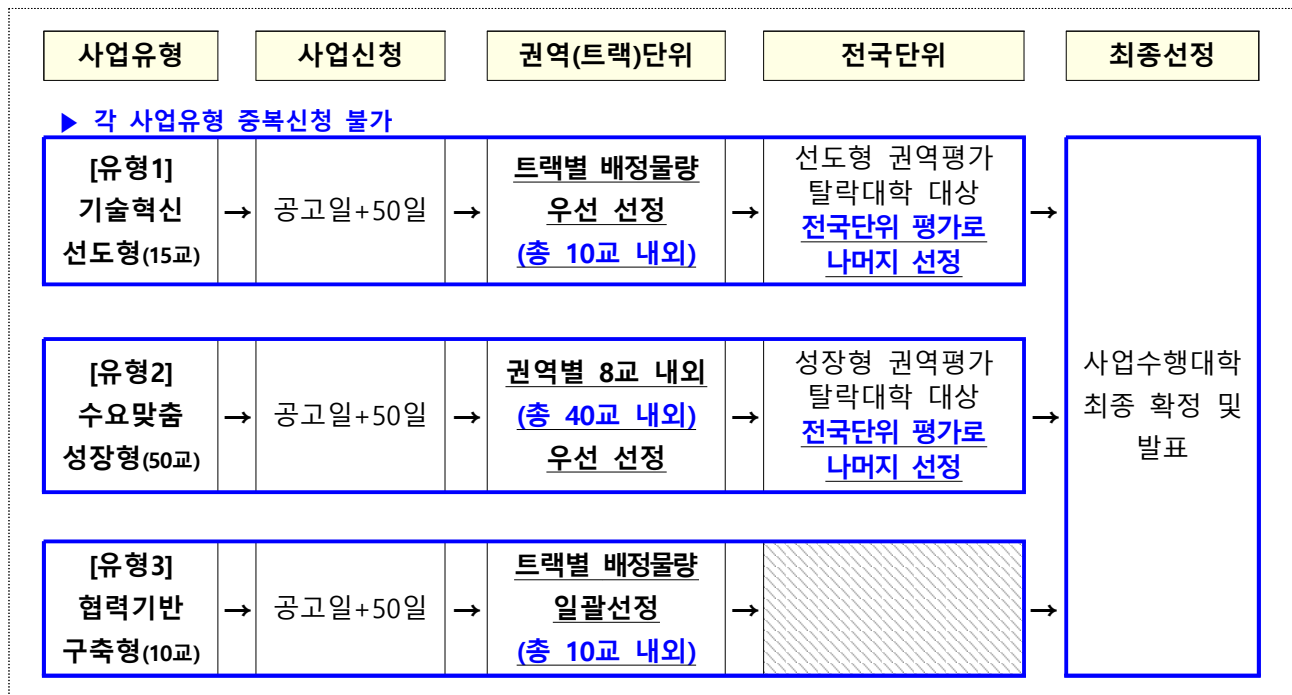 사업유형
사업신청
권역(트랙)단위
전국단위
최종선정
▶ 각 사업유형 중복신청 불가
[유형1]
기술혁신
선도형(15교)
→
공고일+50일
→
트랙별 배정물량
우선 선정
(총 10교 내외)
→
선도형 권역평가
탈락대학 대상
전국단위 평가로
나머지 선정
→
[유형2]
수요맞춤
성장형(50교)
→
공고일+50일
→
권역별 8교 내외
(총 40교 내외)
우선 선정
→
성장형 권역평가
탈락대학 대상
전국단위 평가로
나머지 선정
→
[유형3]
협력기반
구축형(10교)
→
공고일+50일
→
트랙별 배정물량
일괄선정
(총 10교 내외)
→
→
사업수행대학
최종 확정 및
발표